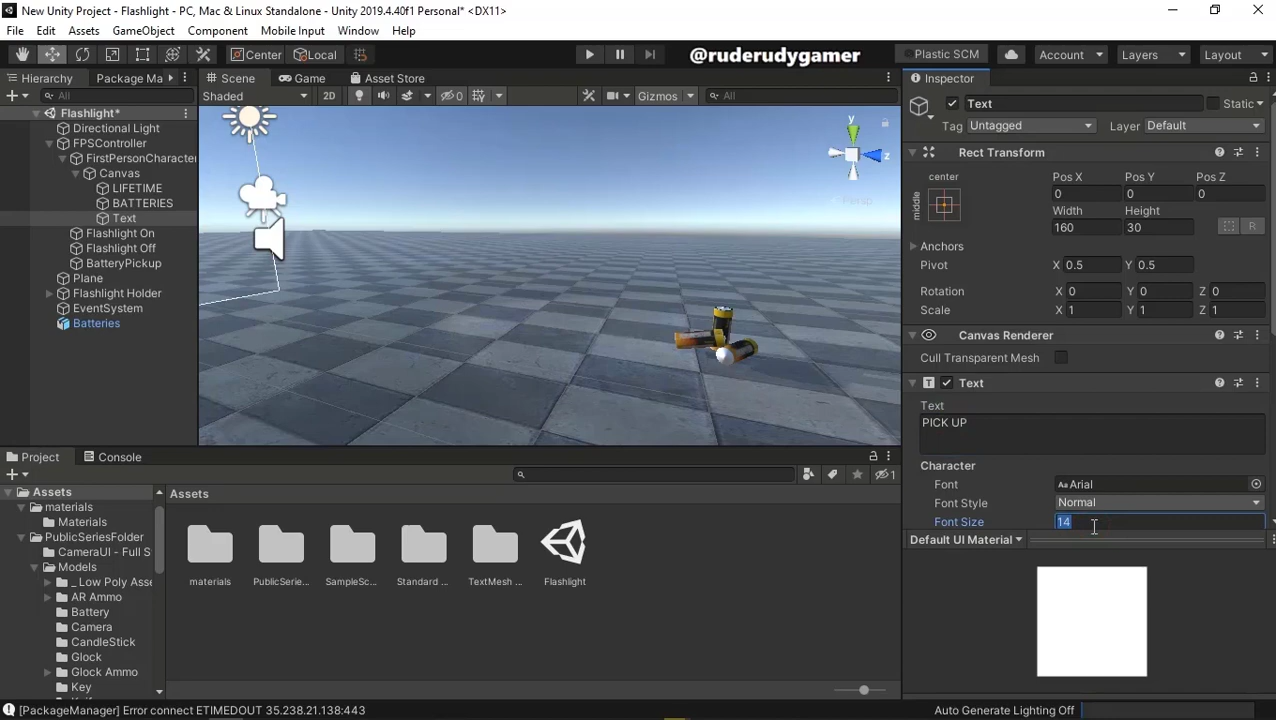 New Unity Project - Flashlight - PC, Mac & Linux Standalone - Unity 2019.4.40f1 Personal* <DX11>
File Edit Assets GameObject Component Mobile Input Window Help
Center Local @ruderudygamer Plastic SCM Account Layers Layout
Hierarchy Package Ma
All
Flashlight*
Directional Light
FPSController
FirstPersonCharacter
Canvas
LIFETIME
BATTERIES
Text
Flashlight On
Flashlight Off
BatteryPickup
Plane
Flashlight Holder
EventSystem
Batteries
Scene Game Asset Store
Shaded 2D 0 Gizmos All
y
z
Persp
Inspector
Text Static
Tag Untagged Layer Default
Rect Transform
center Pos X Pos Y Pos Z
middle 0 0 0
Width Height
160 30 R
Anchors
Pivot X 0.5 Y 0.5
Rotation X 0 Y 0 Z 0
Scale X 1 Y 1 Z 1
Canvas Renderer
Cull Transparent Mesh
Text
Text
PICK UP
Character
Font Arial
Font Style Normal
Font Size 14
Default UI Material
Project Console
1
Assets
materials
Materials
PublicSeriesFolder
CameraUI - Full S
Models
_ Low Poly Asse
AR Ammo
Battery
Camera
CandleStick
Glock
Glock Ammo
Key
Assets
materials PublicSerie... SampleSc... Standard ... TextMesh ... Flashlight
[PackageManager] Error connect ETIMEDOUT 35.238.21.138:443
Auto Generate Lighting Off